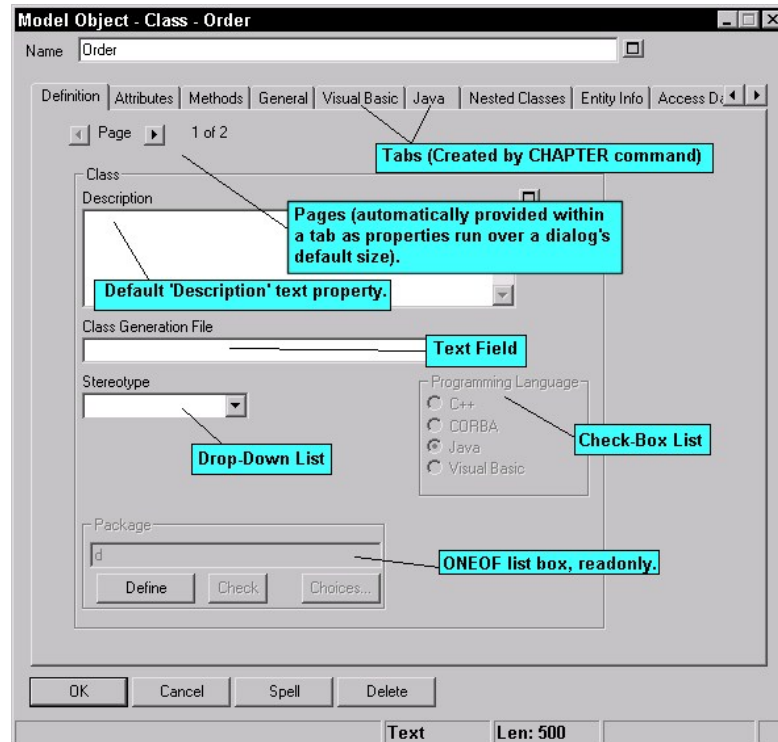 Model Object - Class - Order
Name Order
Definition Attributes Methods General Visual Basic Java Nested Classes Entity Info Access
Page 1 of 2
Tabs (Created by CHAPTER command)
Class
Description
Pages (automatically provided within
a tab as properties run over a dialog's
default size).
Default 'Description' text property.
Class Generation File
Text Field
Stereotype
Programming Language
C++
CORBA
Java
Visual Basic
Check-Box List
Drop-Down List
Package
d
ONEOF list box, readonly.
Define Check Choices...
OK Cancel Spell Delete
Text Len: 500